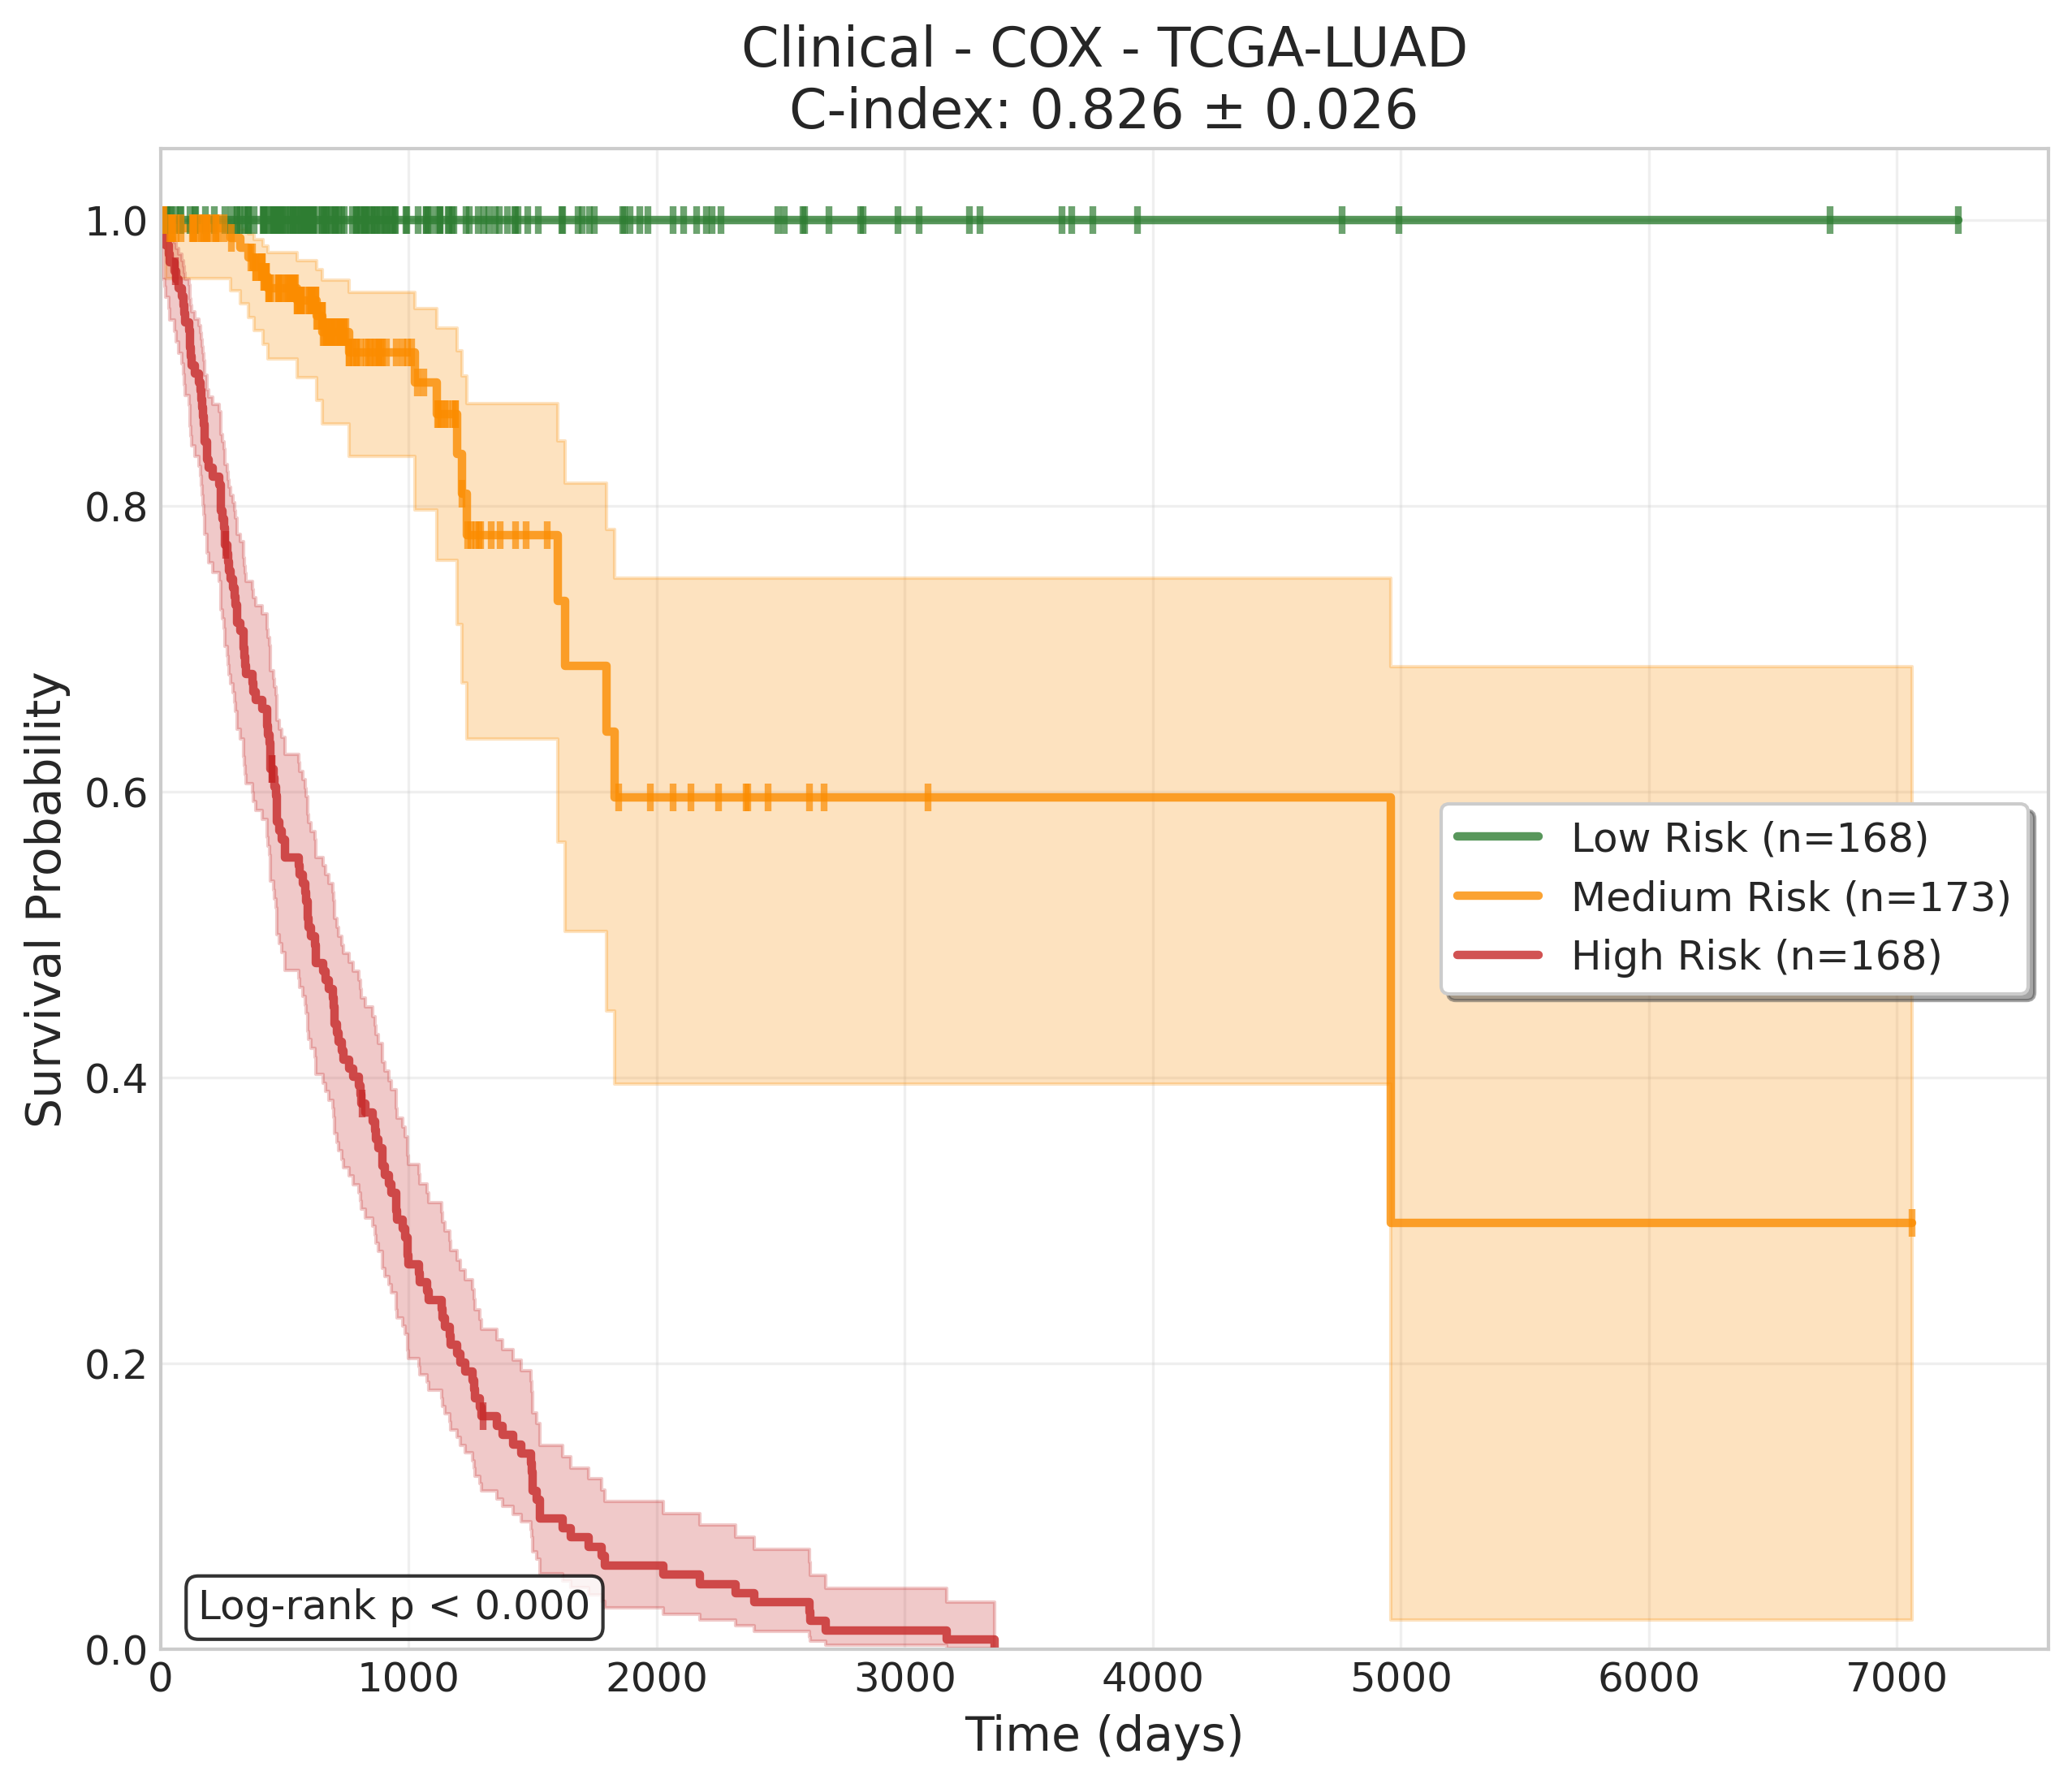 Clinical - COX - TCGA-LUAD
C-index: 0.826 ± 0.026
Survival Probability
1.0
0.8
0.6
0.4
0.2
0.0
Low Risk (n=168)
Medium Risk (n=173)
High Risk (n=168)
Log-rank p < 0.000
0 1000 2000 3000 4000 5000 6000 7000
Time (days)